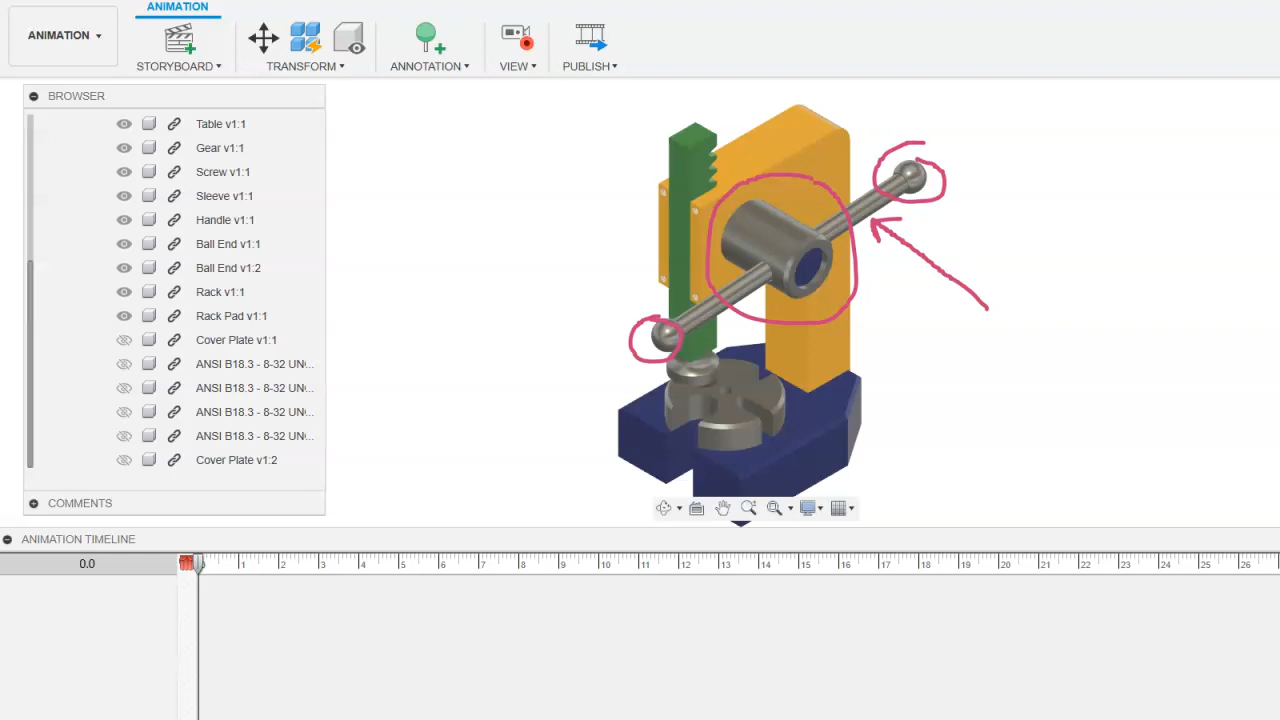 ANIMATION
ANIMATION
STORYBOARD
TRANSFORM
ANNOTATION
VIEW
PUBLISH
BROWSER
Table v1:1
Gear v1:1
Screw v1:1
Sleeve v1:1
Handle v1:1
Ball End v1:1
Ball End v1:2
Rack v1:1
Rack Pad v1:1
Cover Plate v1:1
ANSI B18.3 - 8-32 UN...
ANSI B18.3 - 8-32 UN...
ANSI B18.3 - 8-32 UN...
ANSI B18.3 - 8-32 UN...
Cover Plate v1:2
COMMENTS
ANIMATION TIMELINE
0.0
1 2 3 4 5 6 7 8 9 10 11 12 13 14 15 16 17 18 19 20 21 22 23 24 25 26